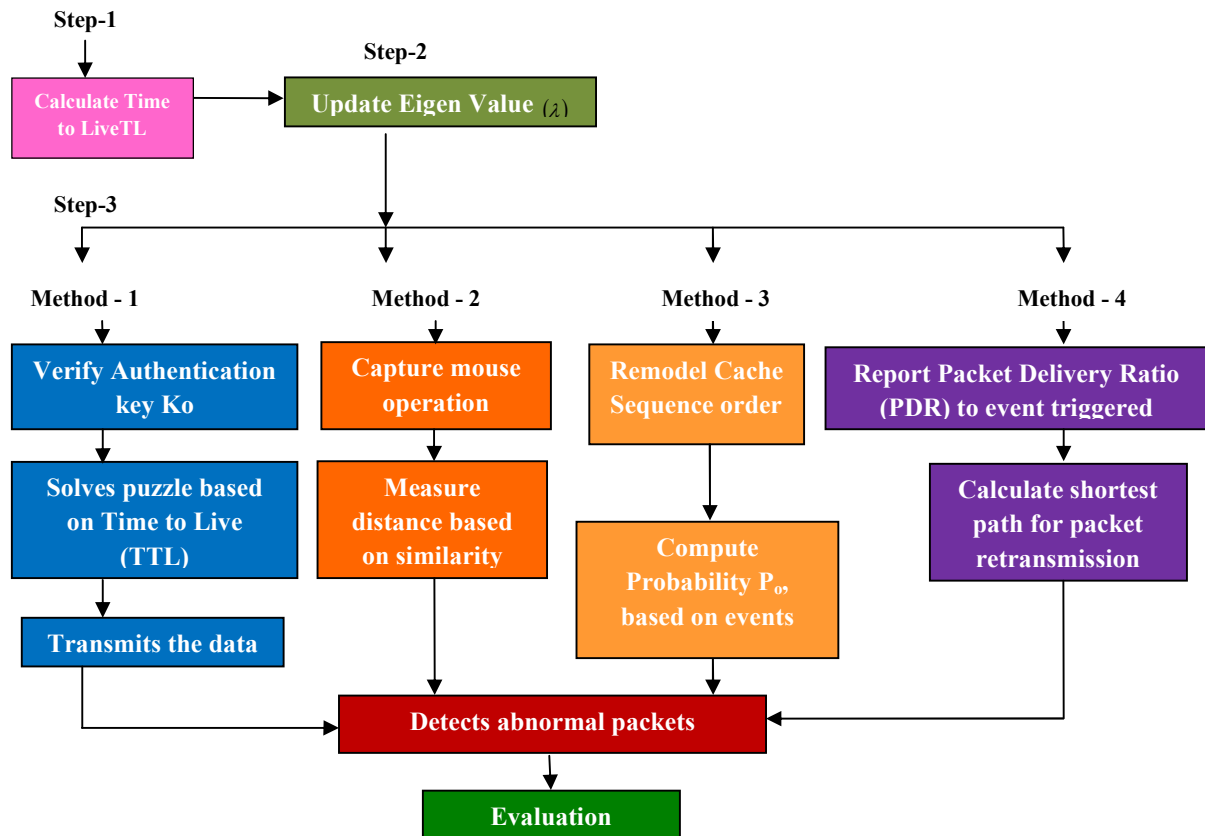 Step-1
Step-2
Calculate Time
to LiveTL
Update Eigen Value (λ)
Step-3
Method - 1
Method - 2
Method - 3
Method - 4
Verify Authentication
key Ko
Capture mouse
operation
Remodel Cache
Sequence order
Report Packet Delivery Ratio
(PDR) to event triggered
Solves puzzle based
on Time to Live
(TTL)
Measure
distance based
on similarity
Compute
Probability Pₒ,
based on events
Calculate shortest
path for packet
retransmission
Transmits the data
Detects abnormal packets
Evaluation